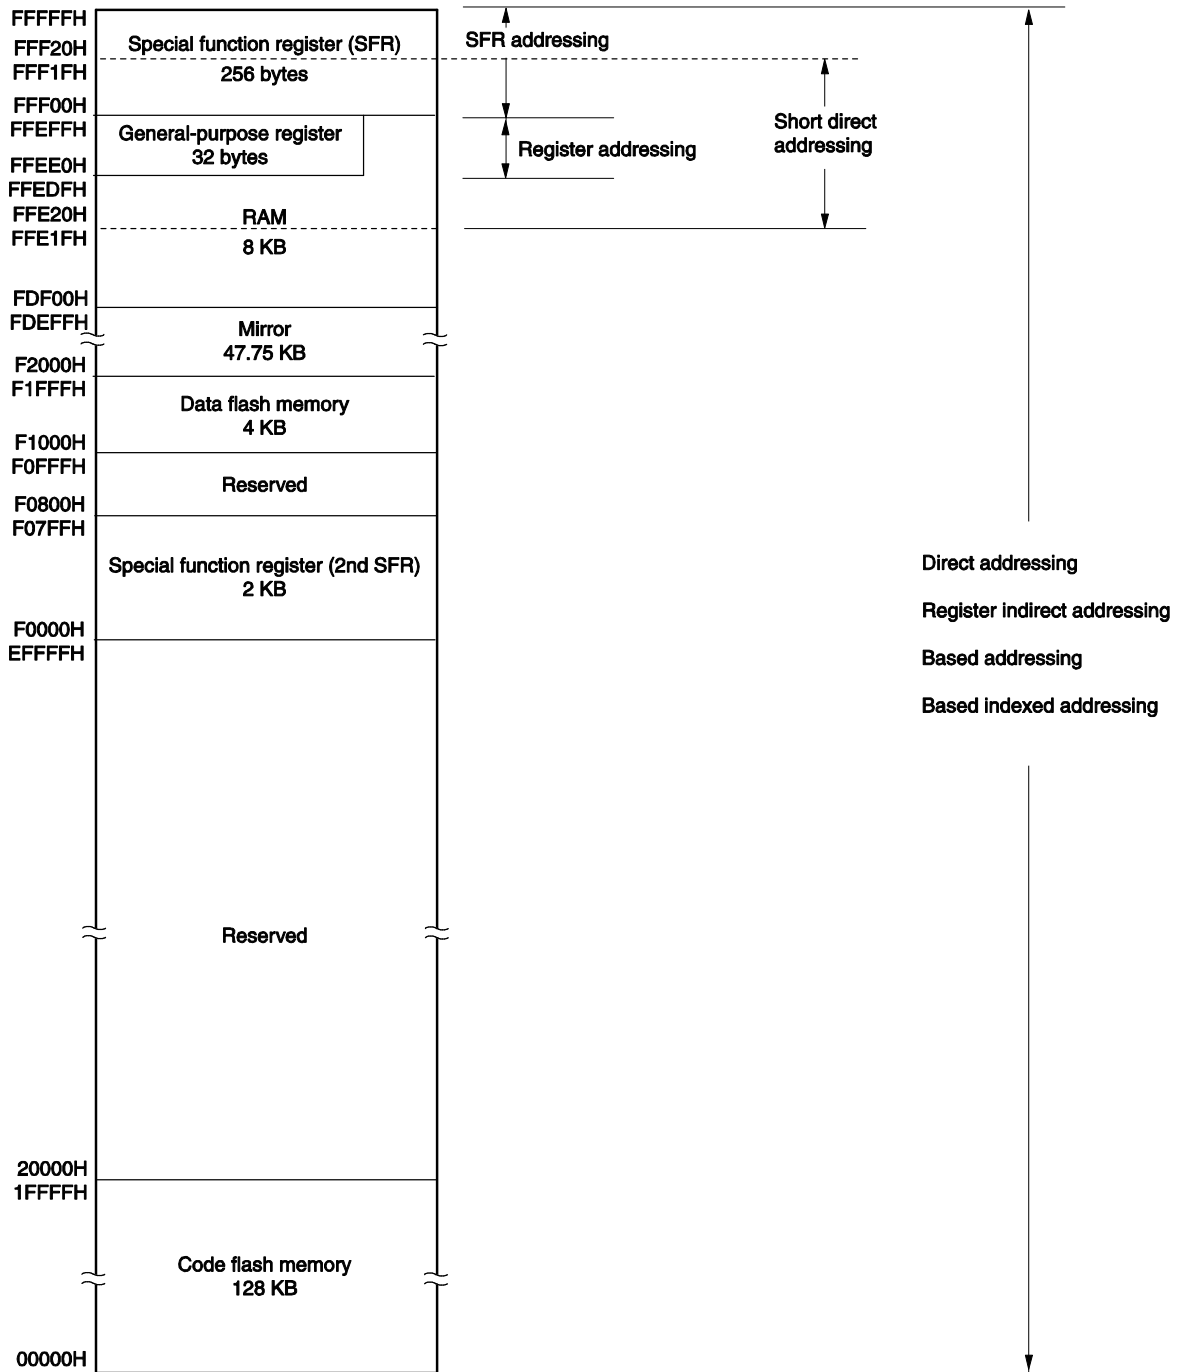 FFFFFH
FFF20H
FFF1FH
FFF00H
FFEFFH
FFEE0H
FFEDFH
FFE20H
FFE1FH
FDF00H
FDEFFH
F2000H
F1FFFH
F1000H
F0FFFH
F0800H
F07FFH
F0000H
EFFFFH
20000H
1FFFFH
00000H
Special function register (SFR)
256 bytes
General-purpose register
32 bytes
RAM
8 KB
Mirror
47.75 KB
Data flash memory
4 KB
Reserved
Special function register (2nd SFR)
2 KB
Reserved
Code flash memory
128 KB
SFR addressing
Register addressing
Short direct
addressing
Direct addressing
Register indirect addressing
Based addressing
Based indexed addressing